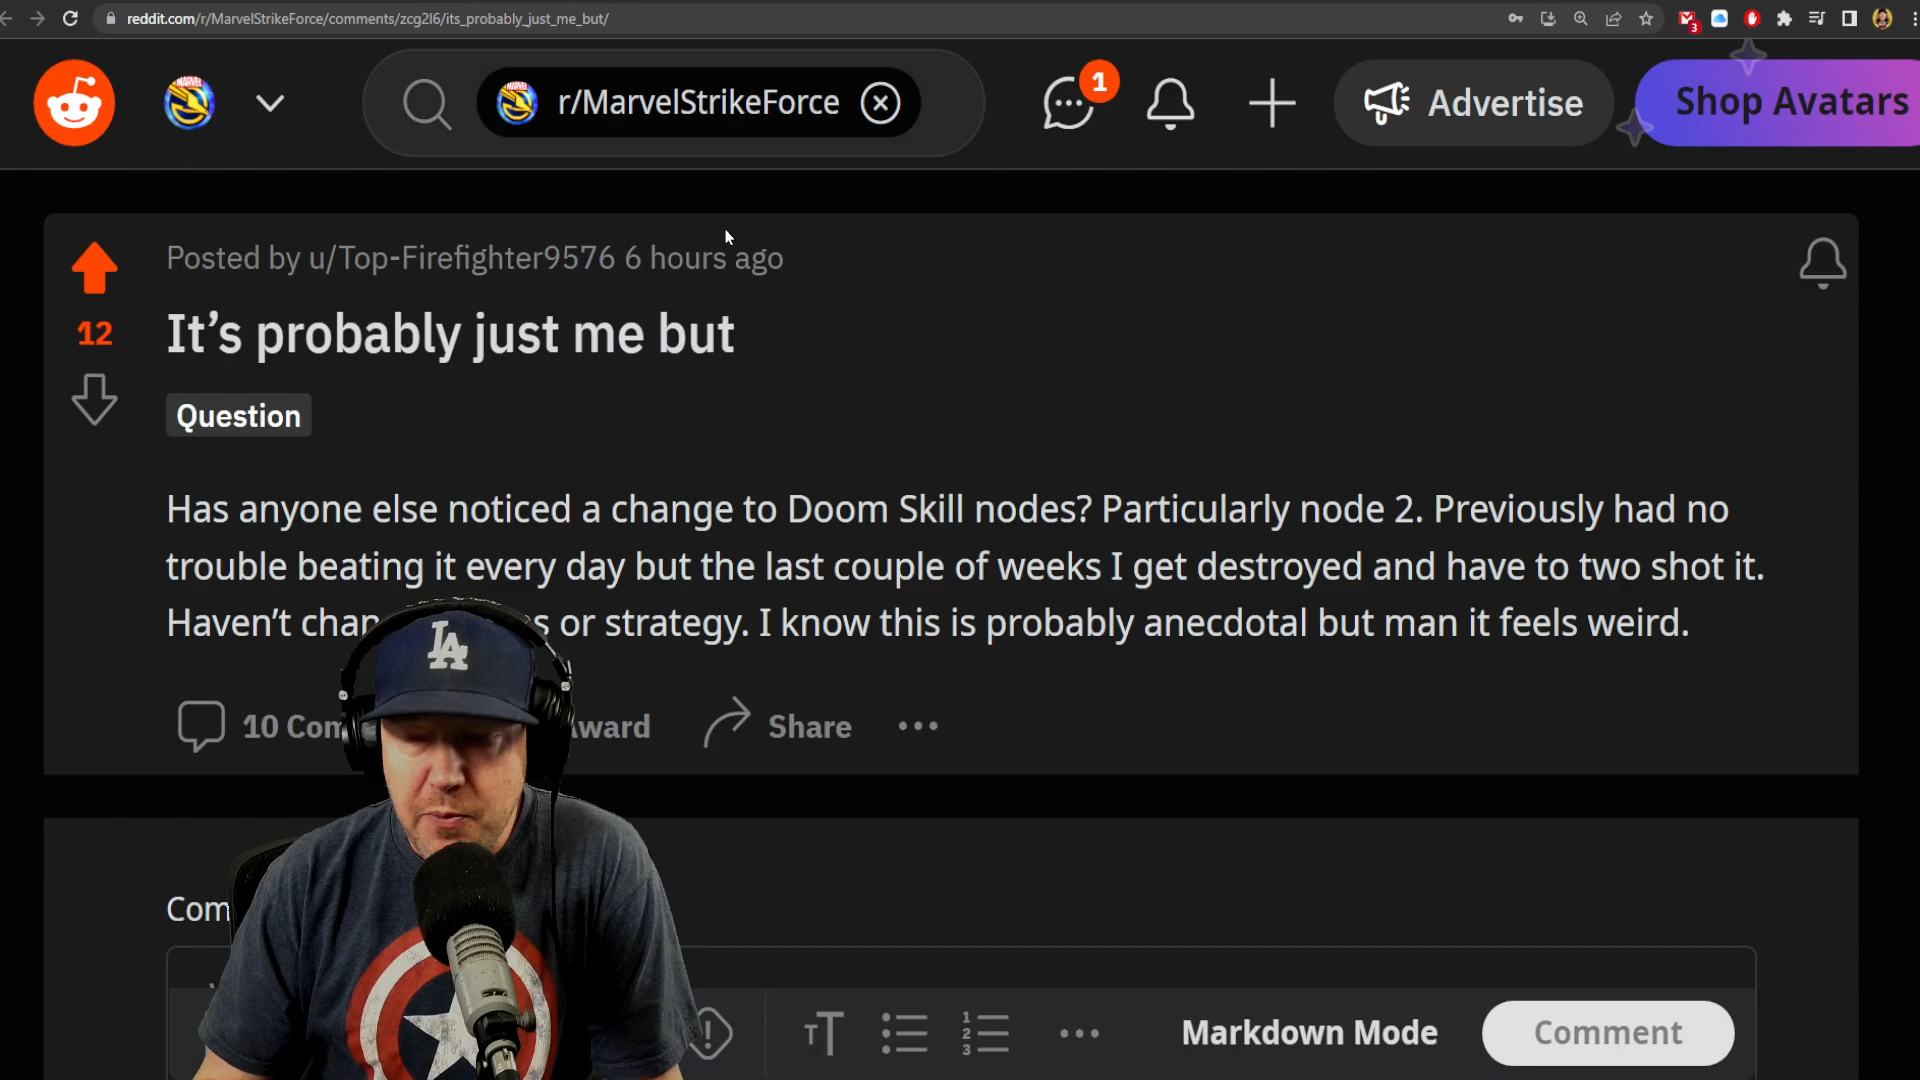 reddit.com/r/MarvelStrikeForce/comments/zcg2l6/its_probably_just_me_but/
3
MARVEL
r/MarvelStrikeForce
1
Advertise
Shop Avatars
Posted by u/Top-Firefighter9576 6 hours ago
It's probably just me but
12
Question
Has anyone else noticed a change to Doom Skill nodes? Particularly node 2. Previously had no
trouble beating it every day but the last couple of weeks I get destroyed and have to two shot it.
Haven't or strategy. I know this is probably anecdotal but man it feels weird.
LA
10 Share
Markdown Mode
Comment